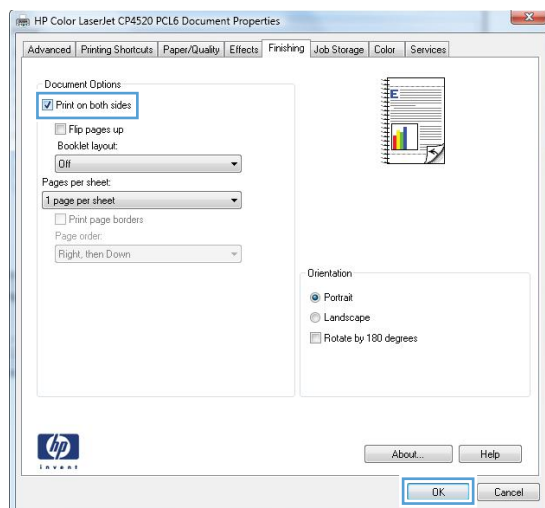 HP Color LaserJet CP4520 PCL6 Document Properties
Advanced Printing Shortcuts Paper/Quality Effects Finishing Job Storage Color Services
Document Options
Print on both sides
Flip pages up
Booklet layout:
Off
Pages per sheet:
1 page per sheet
Print page borders
Page order:
Right, then Down
E
Orientation
Portrait
Landscape
Rotate by 180 degrees
hp
invent
About... Help
OK Cancel